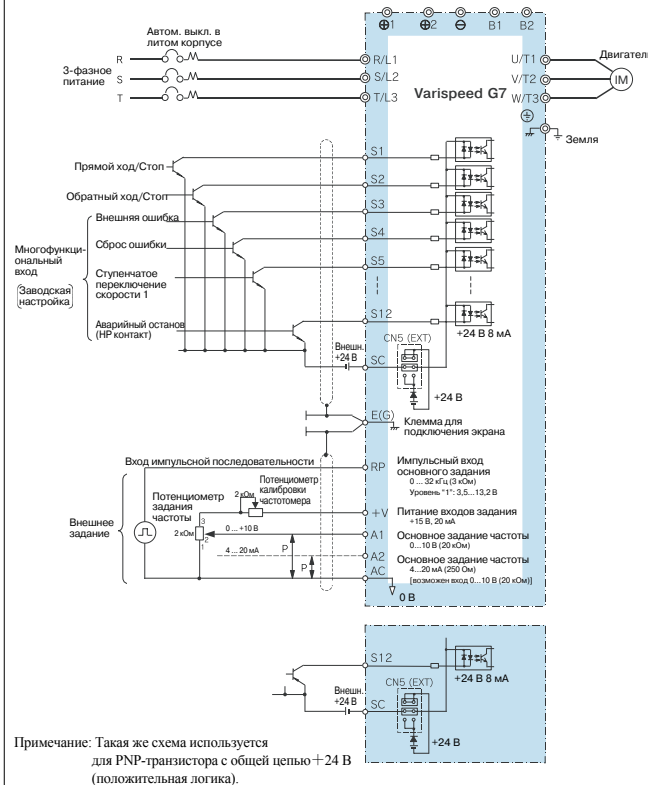 ⊕1 ⊕2 ⊖ B1 B2
Автом. выкл. в
литом корпусе
3-фазное
питание
R
S
T
R/L1
S/L2
T/L3
Varispeed G7
U/T1
V/T2
W/T3
Двигатель
IM
Земля
Прямой ход/Стоп
Обратный ход/Стоп
Внешняя ошибка
Сброс ошибки
Ступенчатое
переключение
скорости 1
Аварийный останов
(НР контакт)
Многофункци-
ональный
вход
Заводская
настройка
S1
S2
S3
S4
S5
S12
+24 В 8 мА
Внешн.
+24 В
SC
CN5 (EXT)
+24 В
E(G)
Клемма для
подключения экрана
Вход импульсной последовательности
RP
Импульсный вход
основного задания
0 ... 32 кГц (3 кОм)
Уровень "1": 3,5...13,2 В
Потенциометр
калибровки
частотомера
2 кОм
Потенциометр
задания
частоты
Внешнее
задание
3
2 кОм
2
1
0 ... +10 В
4 ... 20 мА
P
P
+V
Питание входов задания
+15 В, 20 мА
A1
Основное задание частоты
0...10 В (20 кОм)
A2
Основное задание частоты
4...20 мА (250 Ом)
[возможен вход 0...10 В (20 кОм)]
AC
0 В
S12
+24 В 8 мА
CN5 (EXT)
Внешн.
+24 В
SC
+24 В
Примечание: Такая же схема используется
для PNP-транзистора с общей цепью +24 В
(положительная логика).